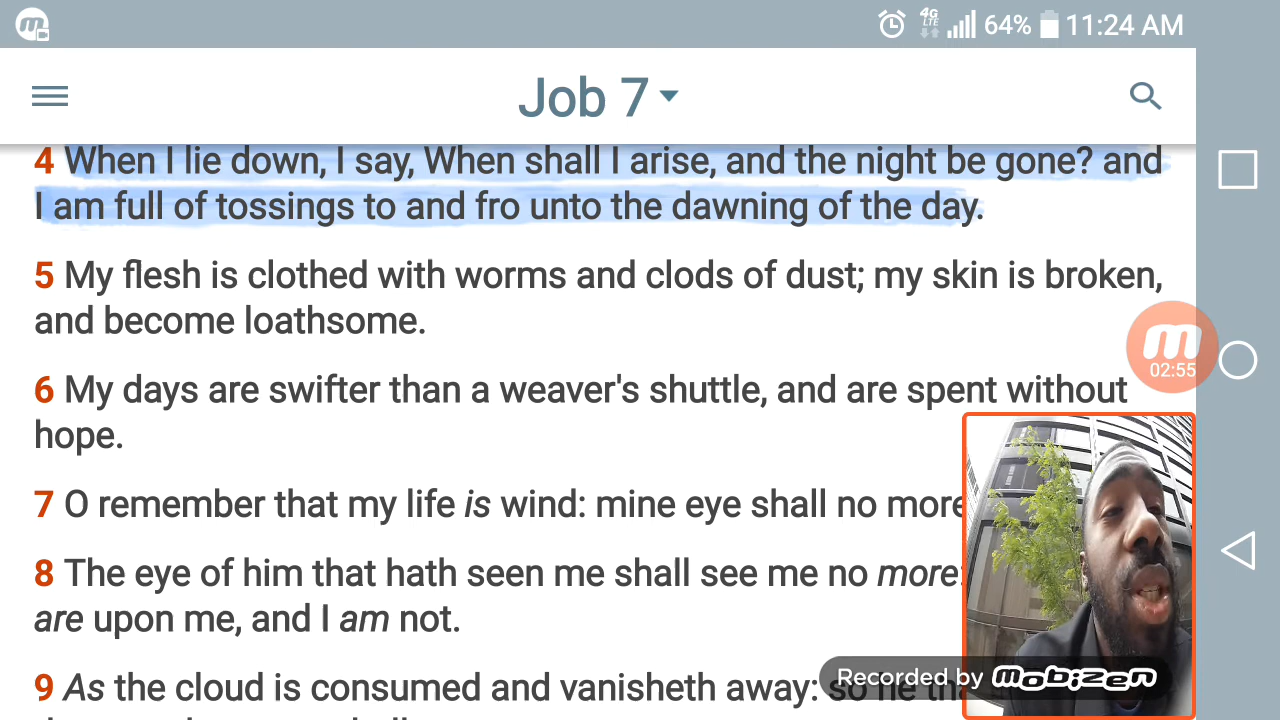 4G
LTE
64%
11:24 AM
Job 7
4 When I lie down, I say, When shall I arise, and the night be gone? and
I am full of tossings to and fro unto the dawning of the day.
5 My flesh is clothed with worms and clods of dust; my skin is broken,
and become loathsome.
6 My days are swifter than a weaver's shuttle, and are spent without
hope.
7 O remember that my life is wind: mine eye shall no more
8 The eye of him that hath seen me shall see me no more:
are upon me, and I am not.
9 As the cloud is consumed and vanisheth away: so he
m
02:55
Recorded by mobizen